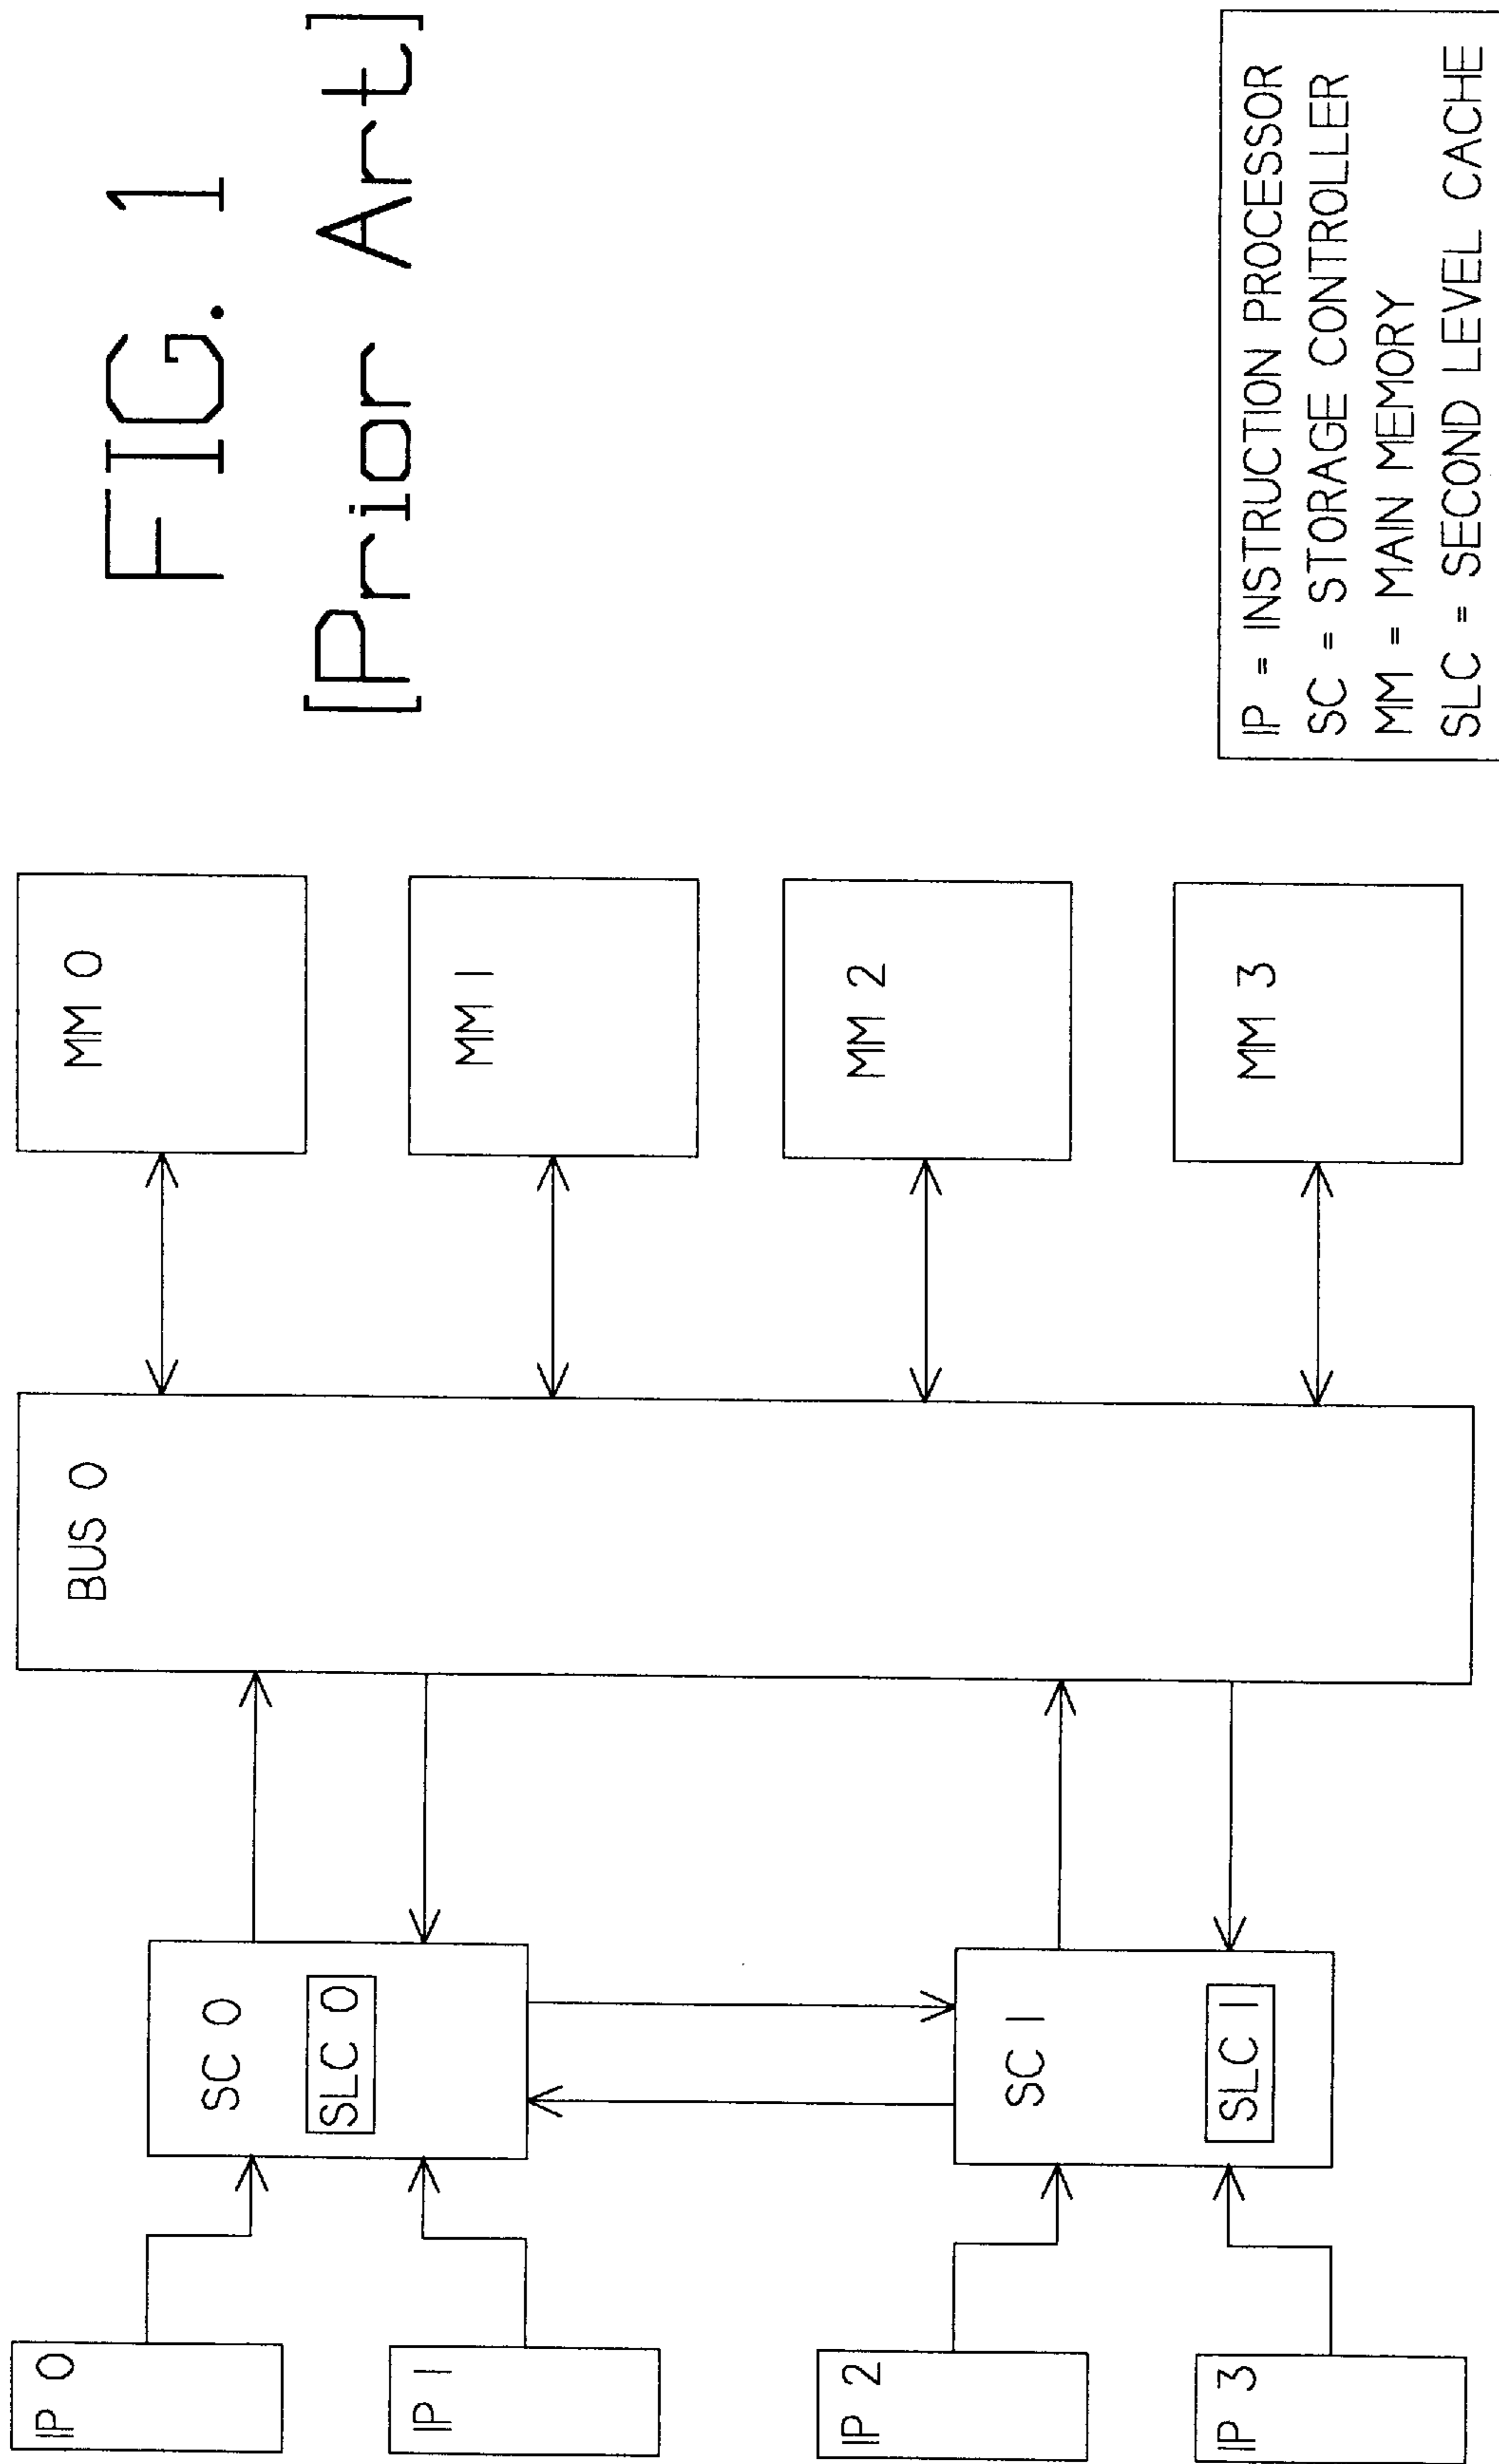 FIG. 1
[Prior Art]
IP 0
IP 1
IP 2
IP 3
SC 0
SLC 0
SC 1
SLC 1
BUS 0
MM 0
MM 1
MM 2
MM 3
IP = INSTRUCTION PROCESSOR
SC = STORAGE CONTROLLER
MM = MAIN MEMORY
SLC = SECOND LEVEL CACHE